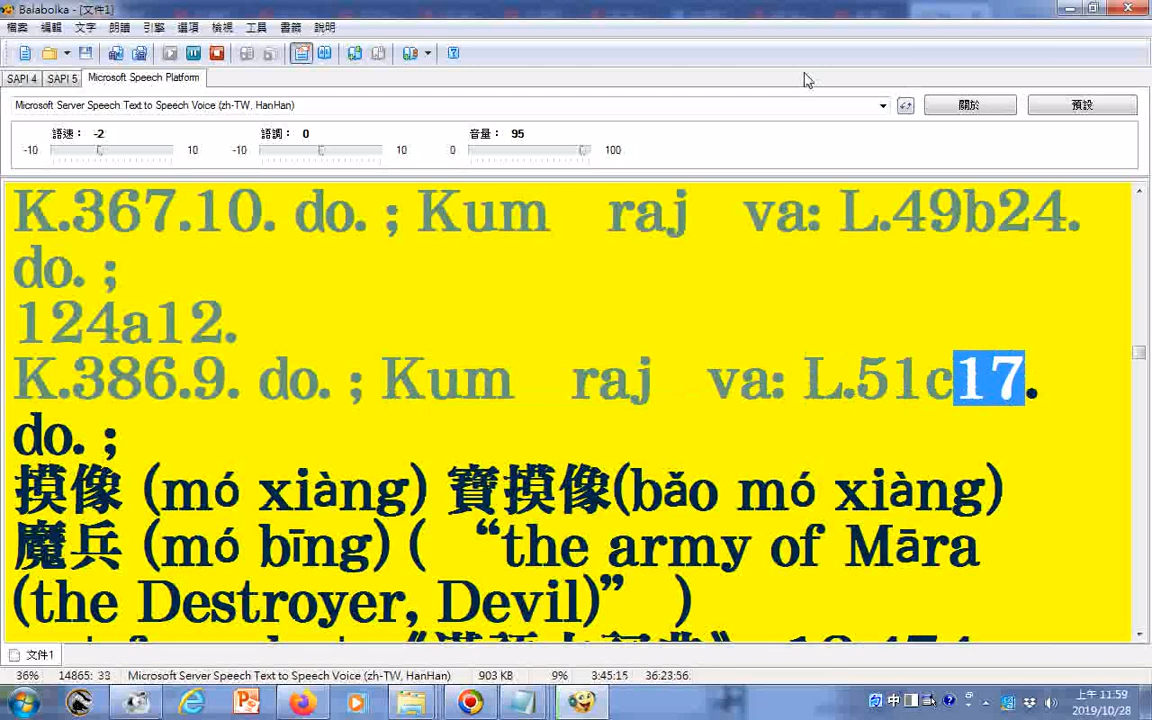 Balabolka - [文件1]
檔案 編輯 文字 朗讀 引擎 選項 檢視 工具 書籤 說明
SAPI 4 SAPI 5 Microsoft Speech Platform
Microsoft Server Speech Text to Speech Voice (zh-TW, HanHan) 關於 預設
語速： -2 語調： 0 音量： 95
-10 10 -10 10 0 100
K.367.10. do. ; Kum raj va: L.49b24.
do. ;
124a12.
K.386.9. do. ; Kum raj va: L.51c17.
do. ;
摸像 (mó xiàng) 寶摸像(bǎo mó xiàng)
魔兵 (mó bīng) ( “the army of Māra
(the Destroyer, Devil)” )
文件1
36% 14865: 33 Microsoft Server Speech Text to Speech Voice (zh-TW, HanHan) 903 KB 9% 3:45:15 36:23:56.
中 上午 11:59
2019/10/28